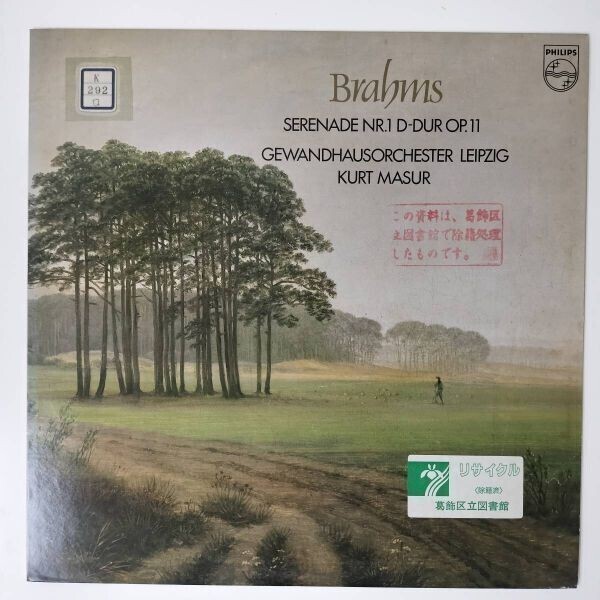 K
292
PHILIPS
Brahms
SERENADE NR.1 D-DUR OP.11
GEWANDHAUSORCHESTER LEIPZIG
KURT MASUR
この資料は、葛飾区
立図書館で除籍処理
したものです。
リサイクル
〈除籍済〉
葛飾区立図書館